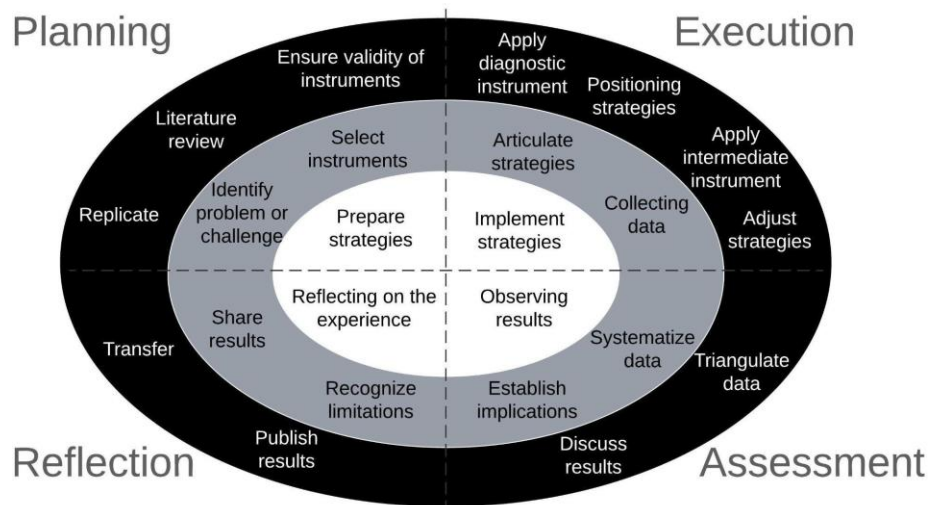 Planning
Execution
Ensure validity of
instruments
Apply
diagnostic
instrument
Positioning
strategies
Literature
review
Select
instruments
Articulate
strategies
Apply
intermediate
instrument
Replicate
Identify
problem or
challenge
Prepare
strategies
Implement
strategies
Collecting
data
Adjust
strategies
Transfer
Share
results
Reflecting on the
experience
Observing
results
Systematize
data
Triangulate
data
Recognize
limitations
Establish
implications
Publish
results
Discuss
results
Reflection
Assessment